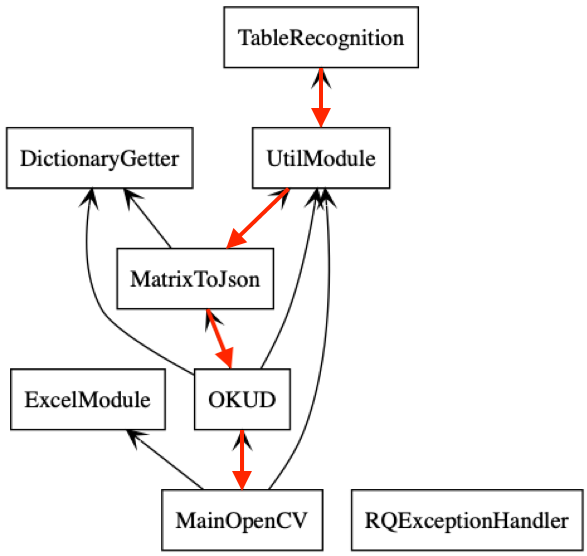 TableRecognition
DictionaryGetter
UtilModule
MatrixToJson
ExcelModule
OKUD
MainOpenCV
RQExceptionHandler